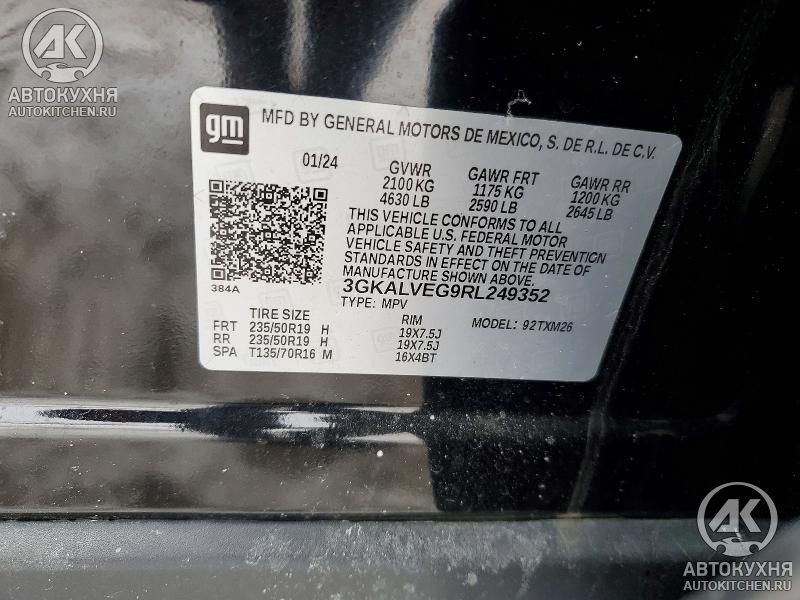 AK
АВТОКУХНЯ
AUTOKITCHEN.RU
gm
MFD BY GENERAL MOTORS DE MEXICO, S. DE R.L. DE C.V.
01/24 GVWR GAWR FRT GAWR RR
2100 KG 1175 KG 1200 KG
4630 LB 2590 LB 2645 LB
THIS VEHICLE CONFORMS TO ALL
APPLICABLE U.S. FEDERAL MOTOR
VEHICLE SAFETY AND THEFT PREVENTION
STANDARDS IN EFFECT ON THE DATE OF
MANUFACTURE SHOWN ABOVE.
384A 3GKALVEG9RL249352
TYPE: MPV
TIRE SIZE RIM MODEL: 92TXM26
FRT 235/50R19 H 19X7.5J
RR 235/50R19 H 19X7.5J
SPA T135/70R16 M 16X4BT
AK
АВТОКУХНЯ
AUTOKITCHEN.RU